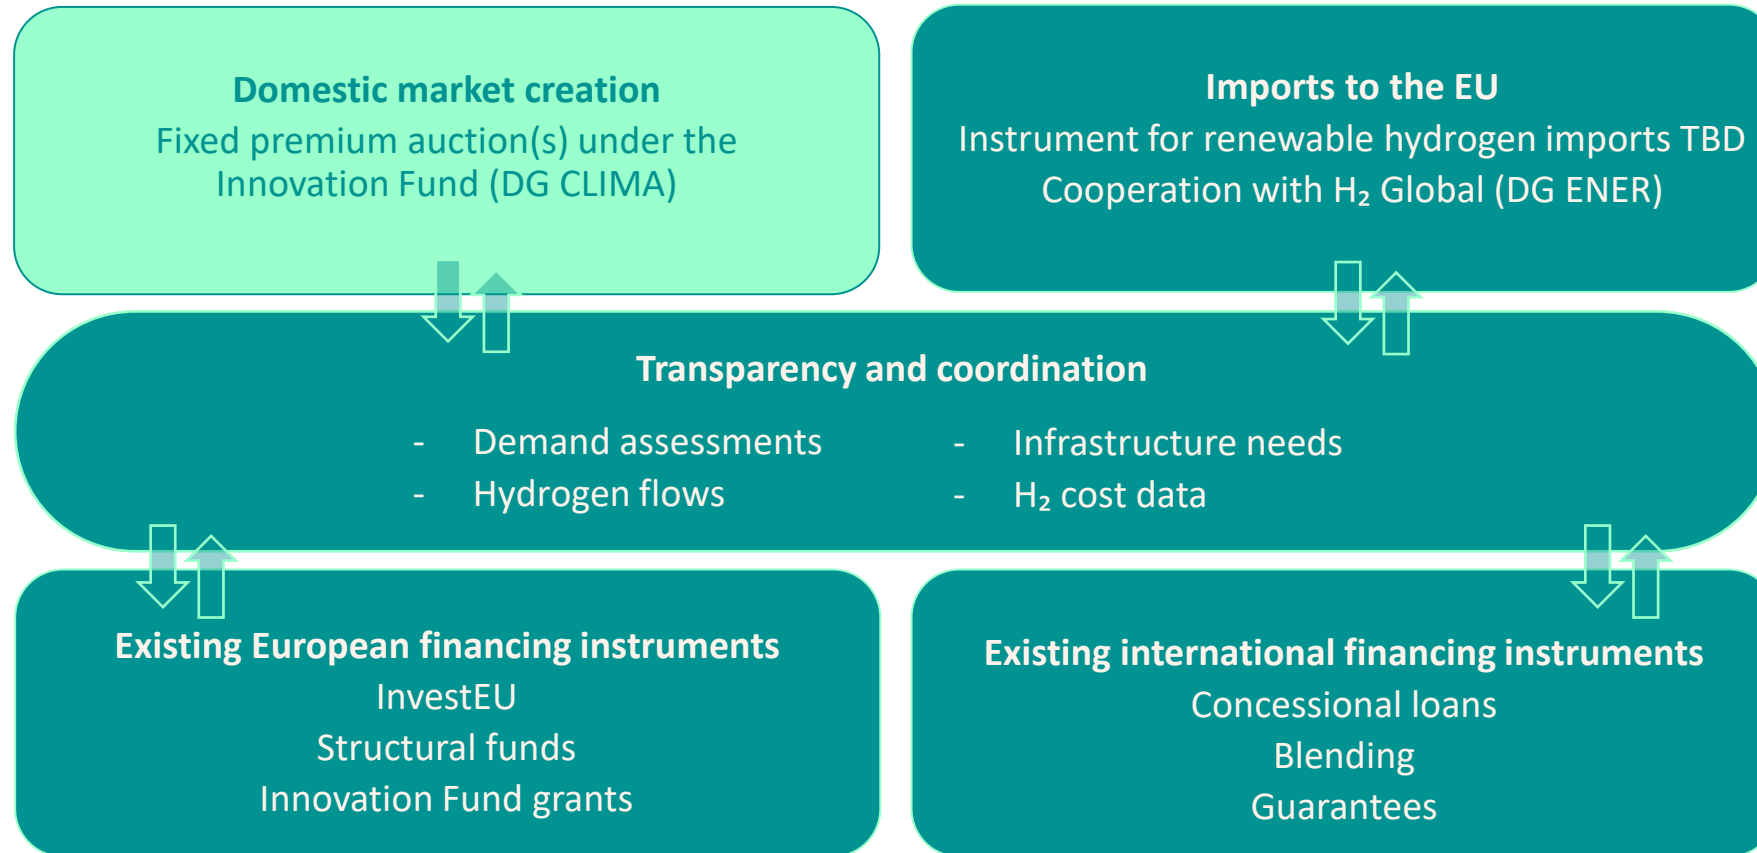 Domestic market creation
Fixed premium auction(s) under the
Innovation Fund (DG CLIMA)
Imports to the EU
Instrument for renewable hydrogen imports TBD
Cooperation with H₂ Global (DG ENER)
Transparency and coordination
- Demand assessments
- Hydrogen flows
- Infrastructure needs
- H₂ cost data
Existing European financing instruments
InvestEU
Structural funds
Innovation Fund grants
Existing international financing instruments
Concessional loans
Blending
Guarantees